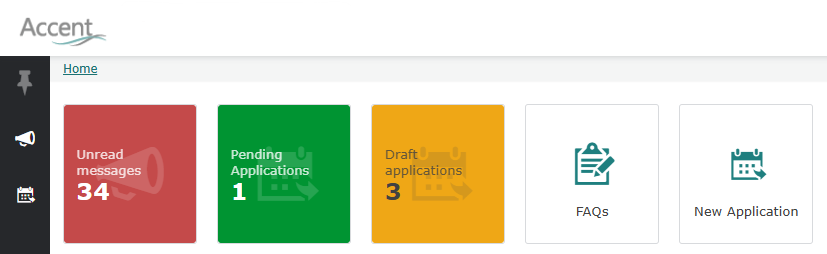 Accent
Home
Unread
messages
34
Pending
Applications
1
Draft
applications
3
FAQs
New Application